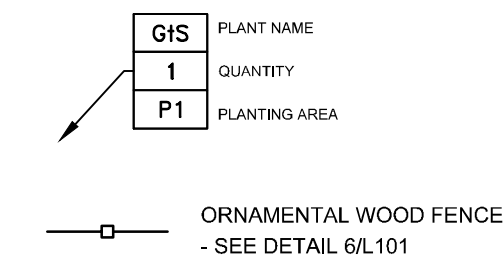 GtS PLANT NAME
1 QUANTITY
P1 PLANTING AREA
ORNAMENTAL WOOD FENCE
- SEE DETAIL 6/L101